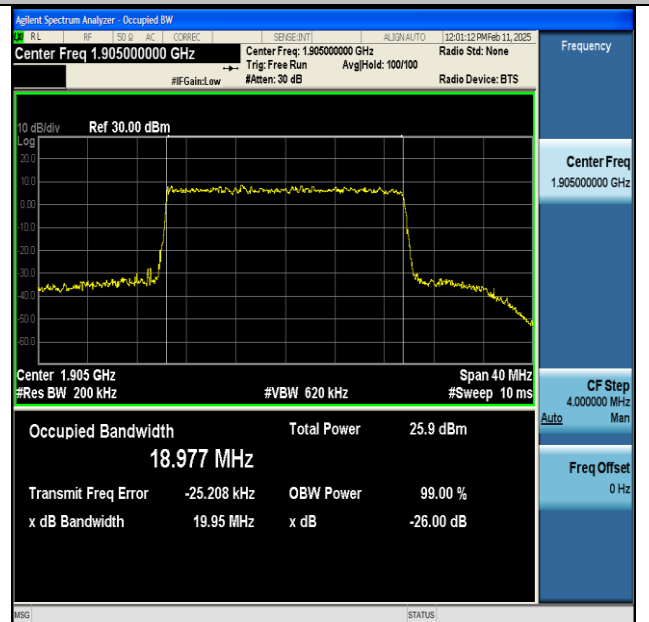 Agilent Spectrum Analyzer - Occupied BW
RL RF 50 Ω AC CORREC SENSE:INT ALIGN AUTO 12:01:12 PM Feb 11, 2025
Center Freq 1.905000000 GHz Center Freq: 1.905000000 GHz Radio Std: None Frequency
Trig: Free Run Avg|Hold: 100/100
#IFGain:Low #Atten: 30 dB Radio Device: BTS
10 dB/div Ref 30.00 dBm
Log
20.0
10.0
0.00
-10.0
-20.0
-30.0
-40.0
-50.0
-60.0
Center Freq
1.905000000 GHz
Center 1.905 GHz Span 40 MHz
#Res BW 200 kHz #VBW 620 kHz #Sweep 10 ms
CF Step
4.000000 MHz
Auto Man
Occupied Bandwidth Total Power 25.9 dBm
18.977 MHz
Transmit Freq Error -25.208 kHz OBW Power 99.00 %
x dB Bandwidth 19.95 MHz x dB -26.00 dB
Freq Offset
0 Hz
MSG STATUS